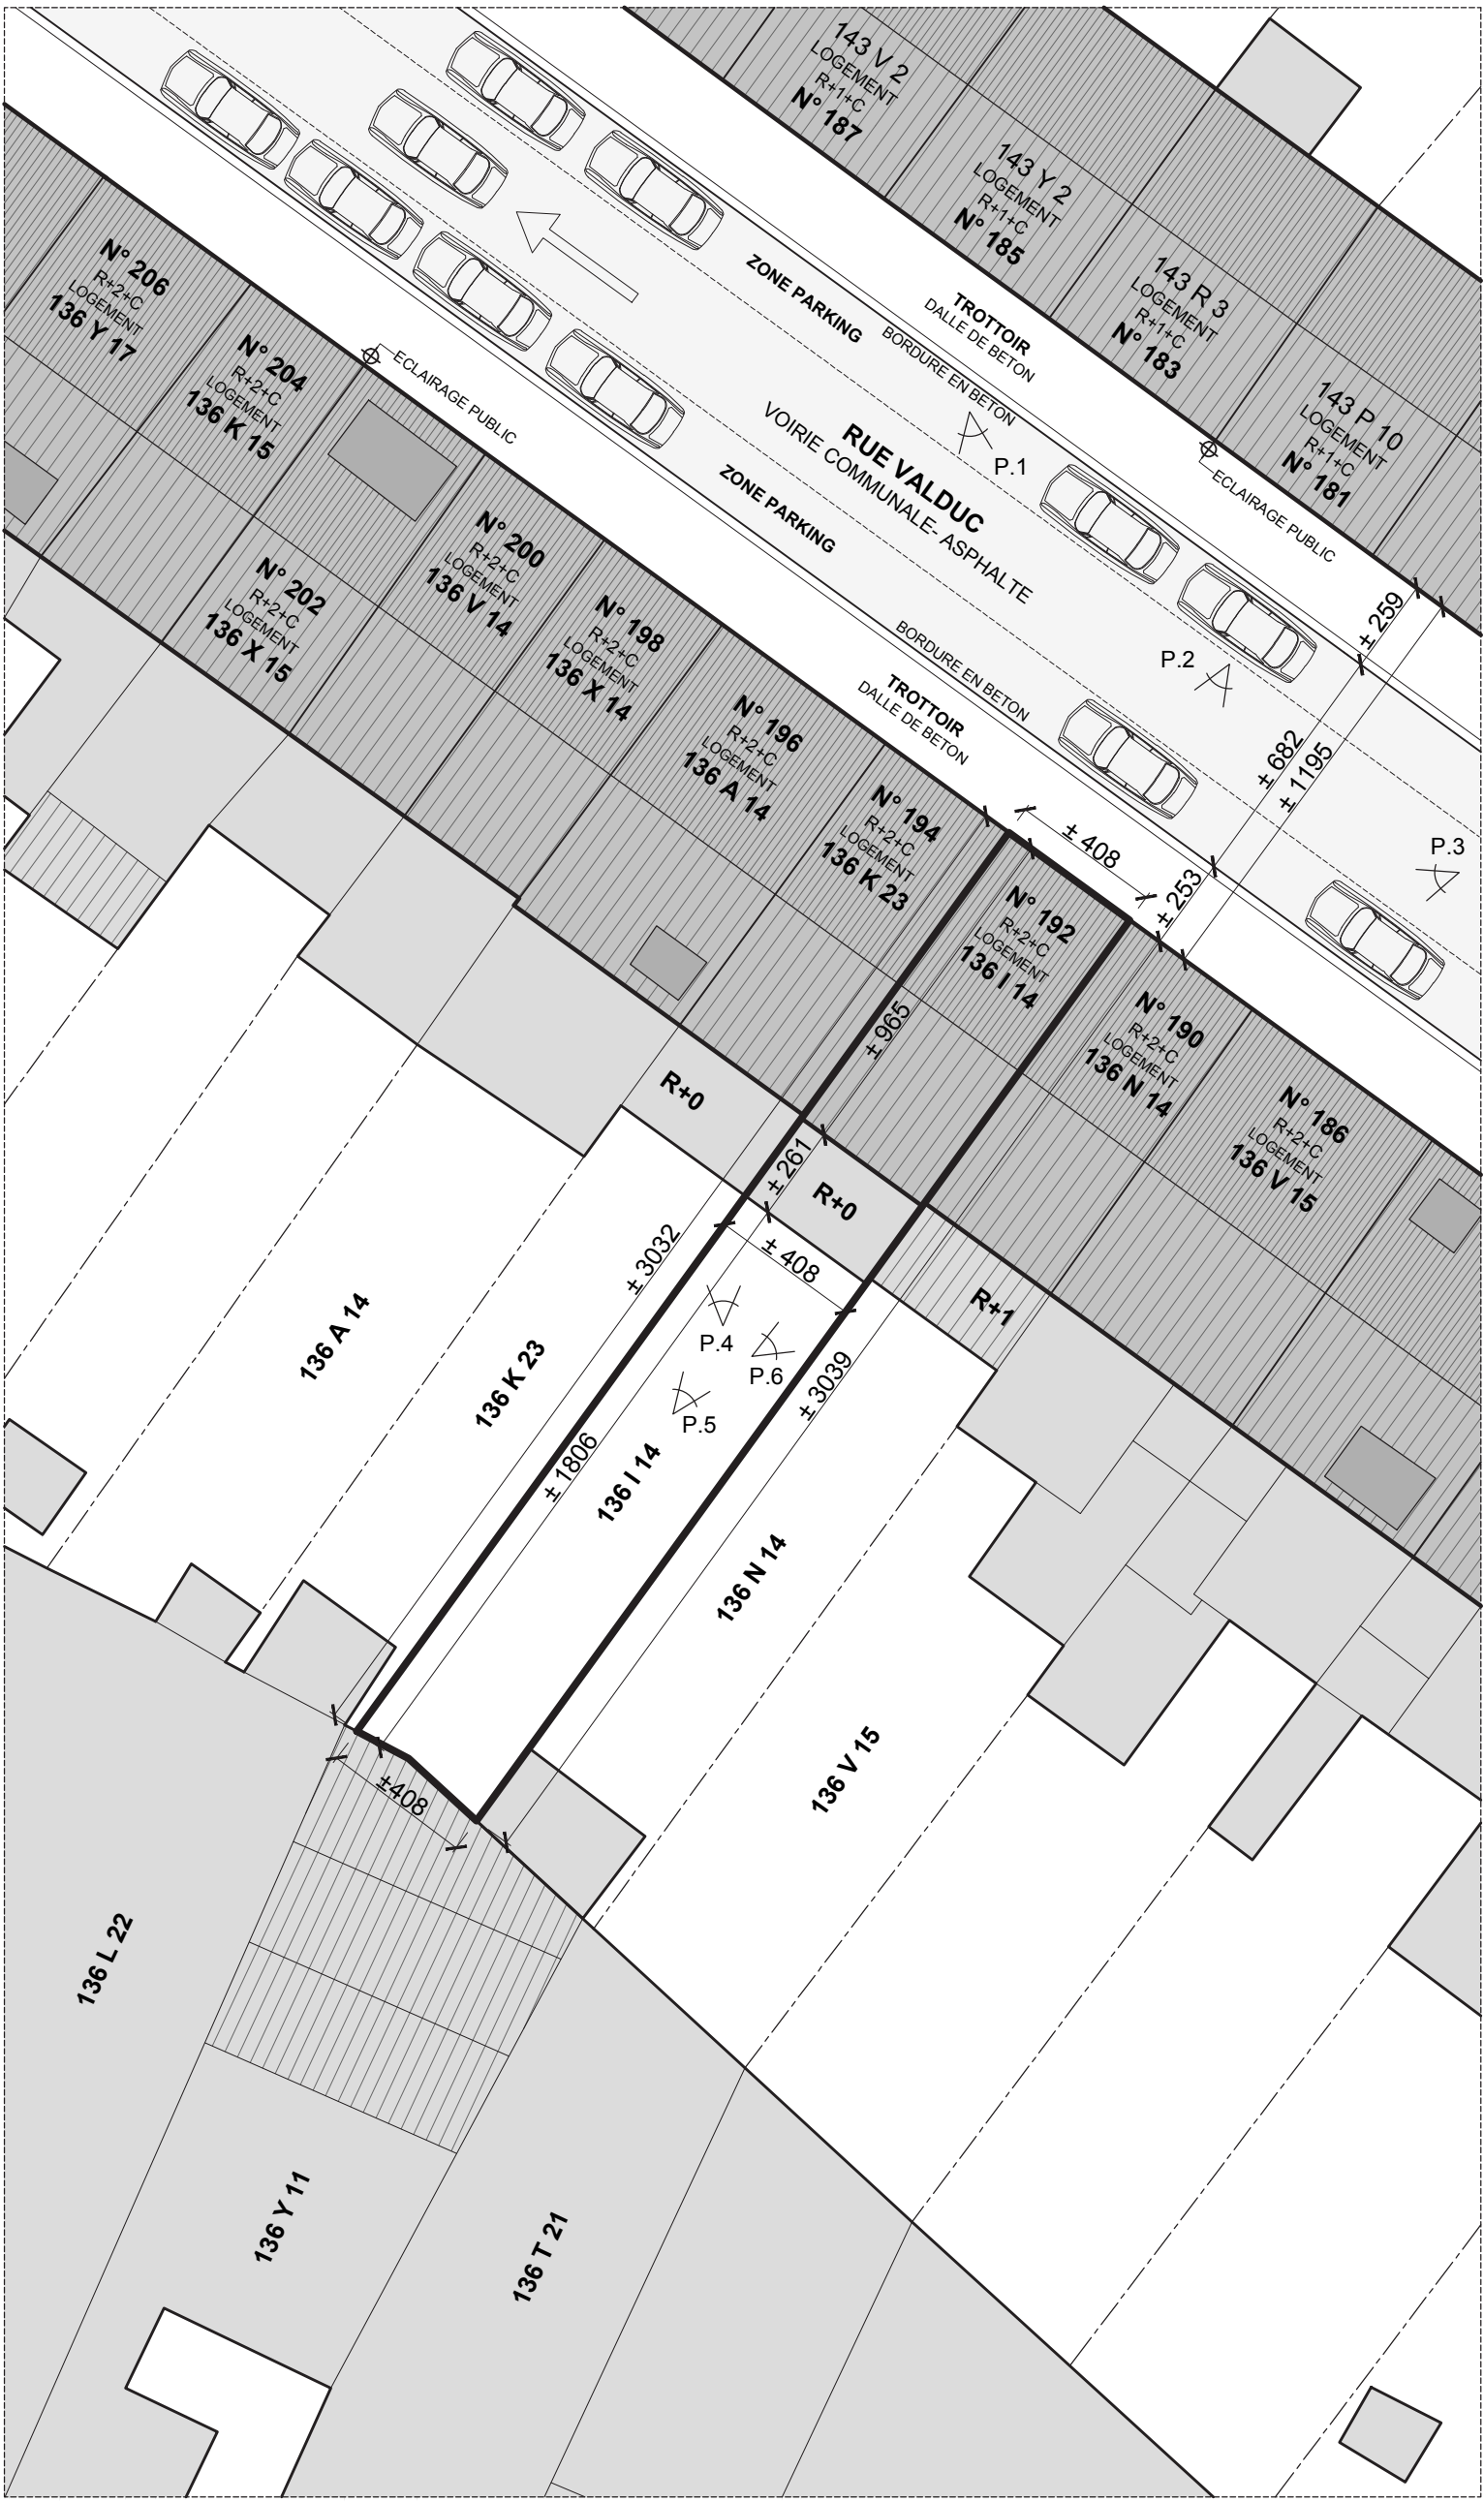 143 V 2
LOGEMENT
R+1+C
N° 187
143 Y 2
LOGEMENT
R+1+C
N° 185
143 R 3
LOGEMENT
R+1+C
N° 183
143 P 10
LOGEMENT
R+1+C
N° 181
ZONE PARKING
TROTTOIR
DALLE DE BETON
BORDURE EN BETON
ECLAIRAGE PUBLIC
P.1
RUE VALDUC
VOIRIE COMMUNALE- ASPHALTE
ZONE PARKING
ECLAIRAGE PUBLIC
P.2
P.3
BORDURE EN BETON
TROTTOIR
DALLE DE BETON
± 259
± 682
± 1195
± 253
± 408
N° 206
R+2+C
LOGEMENT
136 Y 17
N° 204
R+2+C
LOGEMENT
136 K 15
N° 202
R+2+C
LOGEMENT
136 X 15
N° 200
R+2+C
LOGEMENT
136 V 14
N° 198
R+2+C
LOGEMENT
136 X 14
N° 196
R+2+C
LOGEMENT
136 A 14
N° 194
R+2+C
LOGEMENT
136 K 23
N° 192
R+2+C
LOGEMENT
136 I 14
N° 190
R+2+C
LOGEMENT
136 N 14
N° 186
R+2+C
LOGEMENT
136 V 15
± 965
R+0
± 261
R+0
R+1
± 3032
± 408
P.4
P.6
P.5
± 3039
± 1806
136 A 14
136 K 23
136 I 14
136 N 14
136 V 15
±408
136 L 22
136 Y 11
136 T 21